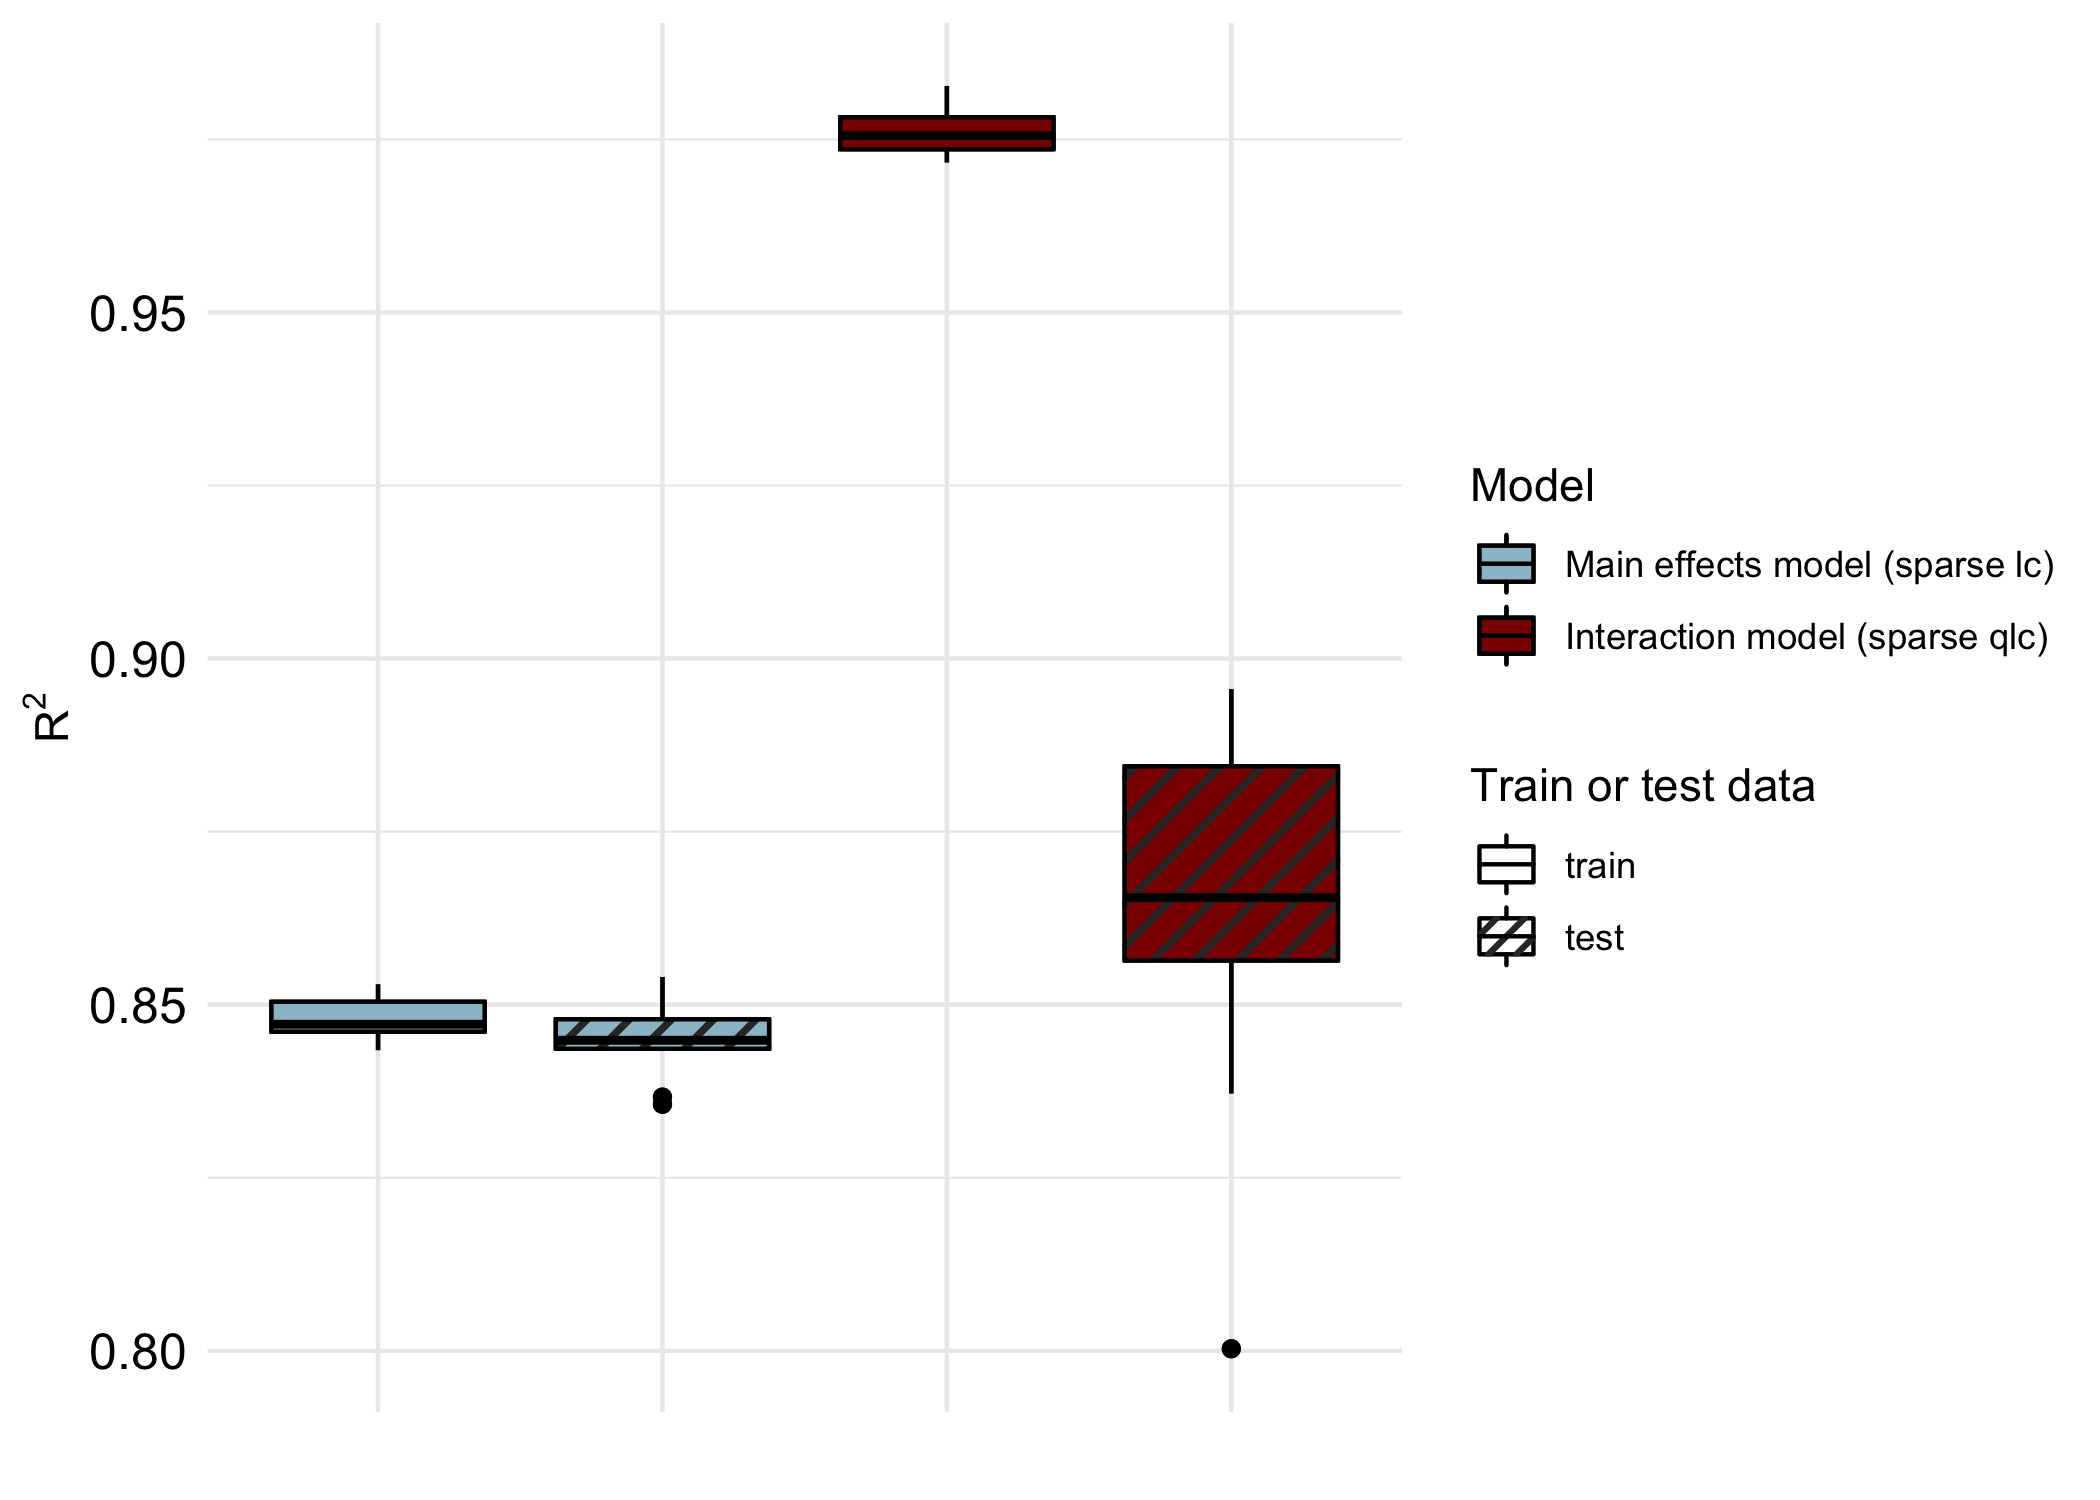 0.95
0.90
0.85
0.80
R²
Model
Main effects model (sparse lc)
Interaction model (sparse qlc)
Train or test data
train
test